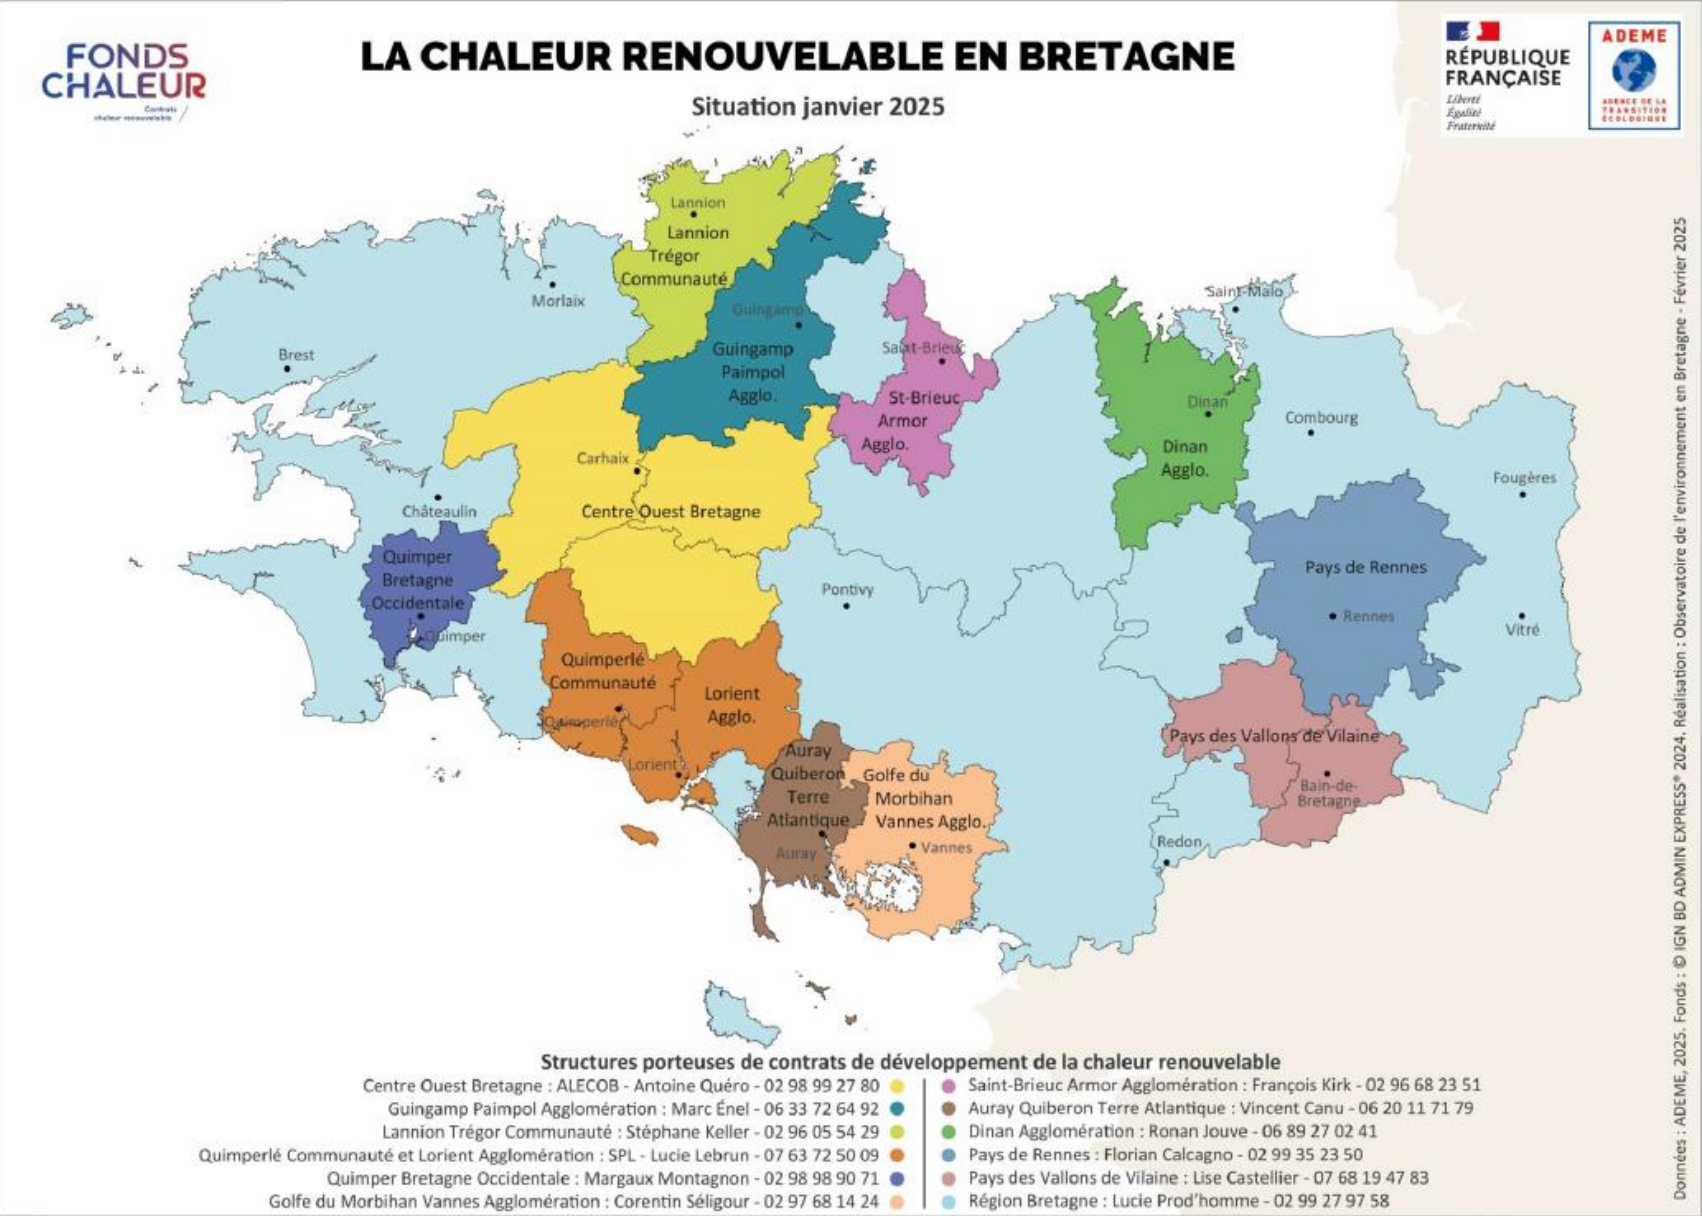 FONDS
CHALEUR
Contrats
chaleur renouvelable
LA CHALEUR RENOUVELABLE EN BRETAGNE
Situation janvier 2025
RÉPUBLIQUE
FRANÇAISE
Liberté
Égalité
Fraternité
ADEME
AGENCE DE LA
TRANSITION
ÉCOLOGIQUE
Lannion
Lannion
Trégor
Communauté
Morlaix
Brest
Guingamp
Guingamp
Paimpol
Agglo.
Saint-Brieuc
St-Brieuc
Armor
Agglo.
Saint-Malo
Dinan
Dinan
Agglo.
Combourg
Fougères
Carhaix
Centre Ouest Bretagne
Châteaulin
Quimper
Bretagne
Occidentale
Quimper
Pontivy
Pays de Rennes
Rennes
Vitré
Quimperlé
Communauté
Quimperlé
Lorient
Agglo.
Lorient
Auray
Quiberon
Terre
Atlantique
Auray
Golfe du
Morbihan
Vannes Agglo.
Vannes
Pays des Vallons de Vilaine
Bain-de-
Bretagne
Redon
Structures porteuses de contrats de développement de la chaleur renouvelable
Centre Ouest Bretagne : ALECOB - Antoine Quéro - 02 98 99 27 80
Guingamp Paimpol Agglomération : Marc Énel - 06 33 72 64 92
Lannion Trégor Communauté : Stéphane Keller - 02 96 05 54 29
Quimperlé Communauté et Lorient Agglomération : SPL - Lucie Lebrun - 07 63 72 50 09
Quimper Bretagne Occidentale : Margaux Montagnon - 02 98 98 90 71
Golfe du Morbihan Vannes Agglomération : Corentin Séligour - 02 97 68 14 24
Saint-Brieuc Armor Agglomération : François Kirk - 02 96 68 23 51
Auray Quiberon Terre Atlantique : Vincent Canu - 06 20 11 71 79
Dinan Agglomération : Ronan Jouve - 06 89 27 02 41
Pays de Rennes : Florian Calcagno - 02 99 35 23 50
Pays des Vallons de Vilaine : Lise Castellier - 07 68 19 47 83
Région Bretagne : Lucie Prod'homme - 02 99 27 97 58
Données : ADEME, 2025. Fonds : © IGN BD ADMIN EXPRESS® 2024. Réalisation : Observatoire de l'environnement en Bretagne - Février 2025